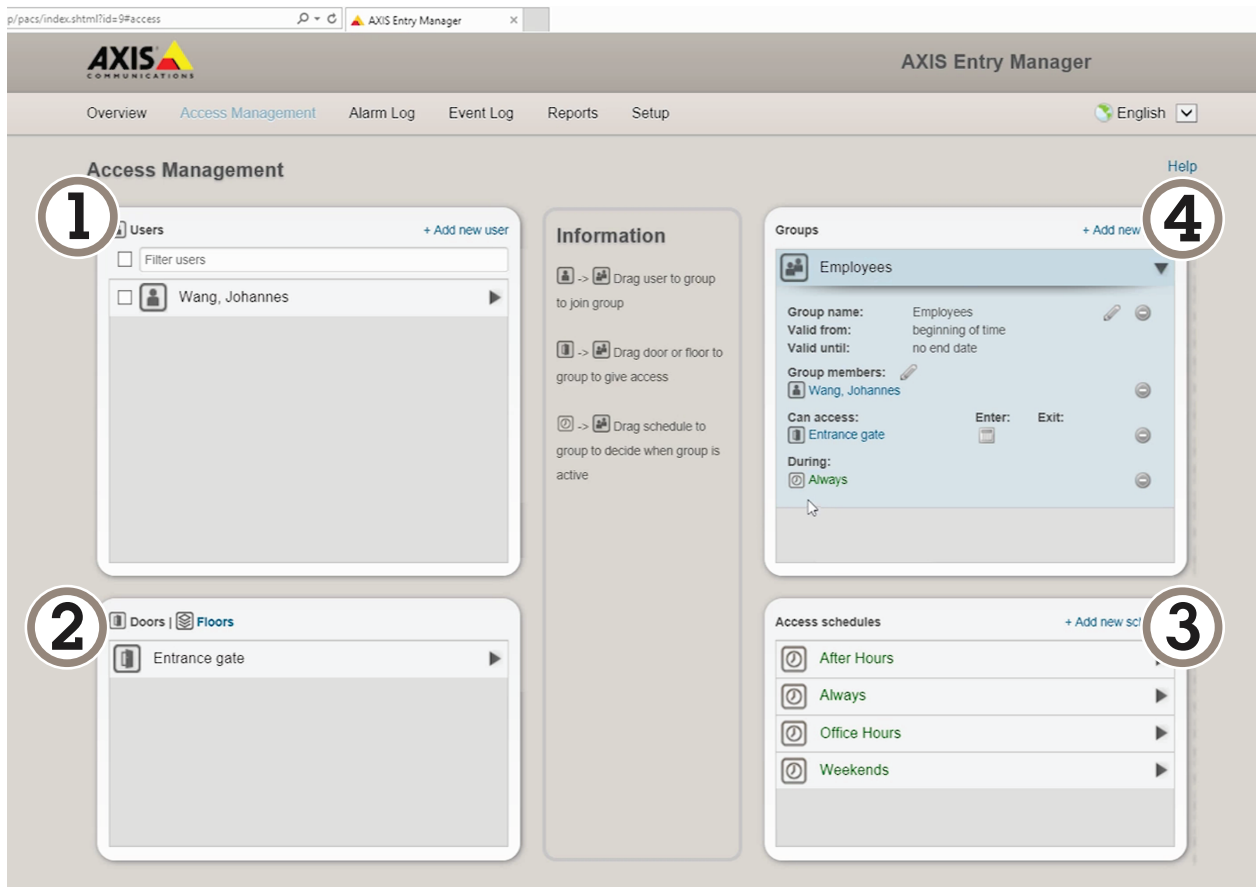 p/pacs/index.shtml?id=9#access
AXIS Entry Manager
AXIS
COMMUNICATIONS
AXIS Entry Manager
Overview Access Management Alarm Log Event Log Reports Setup
English
Access Management
Help
1
Users
+ Add new user
Filter users
Wang, Johannes
Information
-> Drag user to group
to join group
-> Drag door or floor to
group to give access
-> Drag schedule to
group to decide when group is
active
4
Groups
+ Add new
Employees
Group name: Employees
Valid from: beginning of time
Valid until: no end date
Group members:
Wang, Johannes
Can access: Enter: Exit:
Entrance gate
During:
Always
2
Doors | Floors
Entrance gate
3
Access schedules
+ Add new
After Hours
Always
Office Hours
Weekends